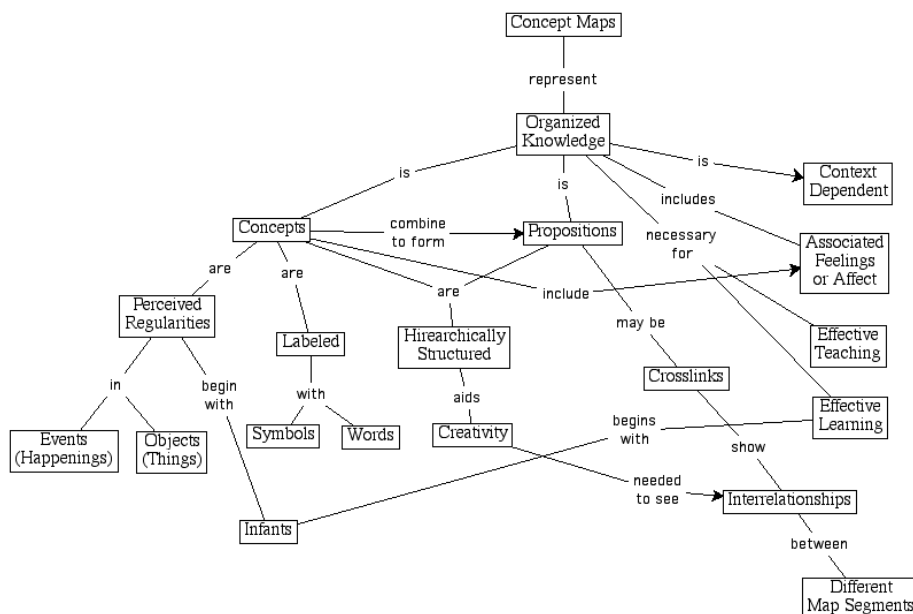 Concept Maps
represent
Organized
Knowledge
is
is
is
Context
Dependent
includes
Concepts
combine
to form
Propositions
necessary
for
Associated
Feelings
or Affect
are
are
are
include
Perceived
Regularities
Labeled
Hirearchically
Structured
may be
Effective
Teaching
in
begin
with
with
aids
Crosslinks
Events
(Happenings)
Objects
(Things)
Symbols
Words
Creativity
begins
with
show
Effective
Learning
needed
to see
Interrelationships
Infants
between
Different
Map Segments